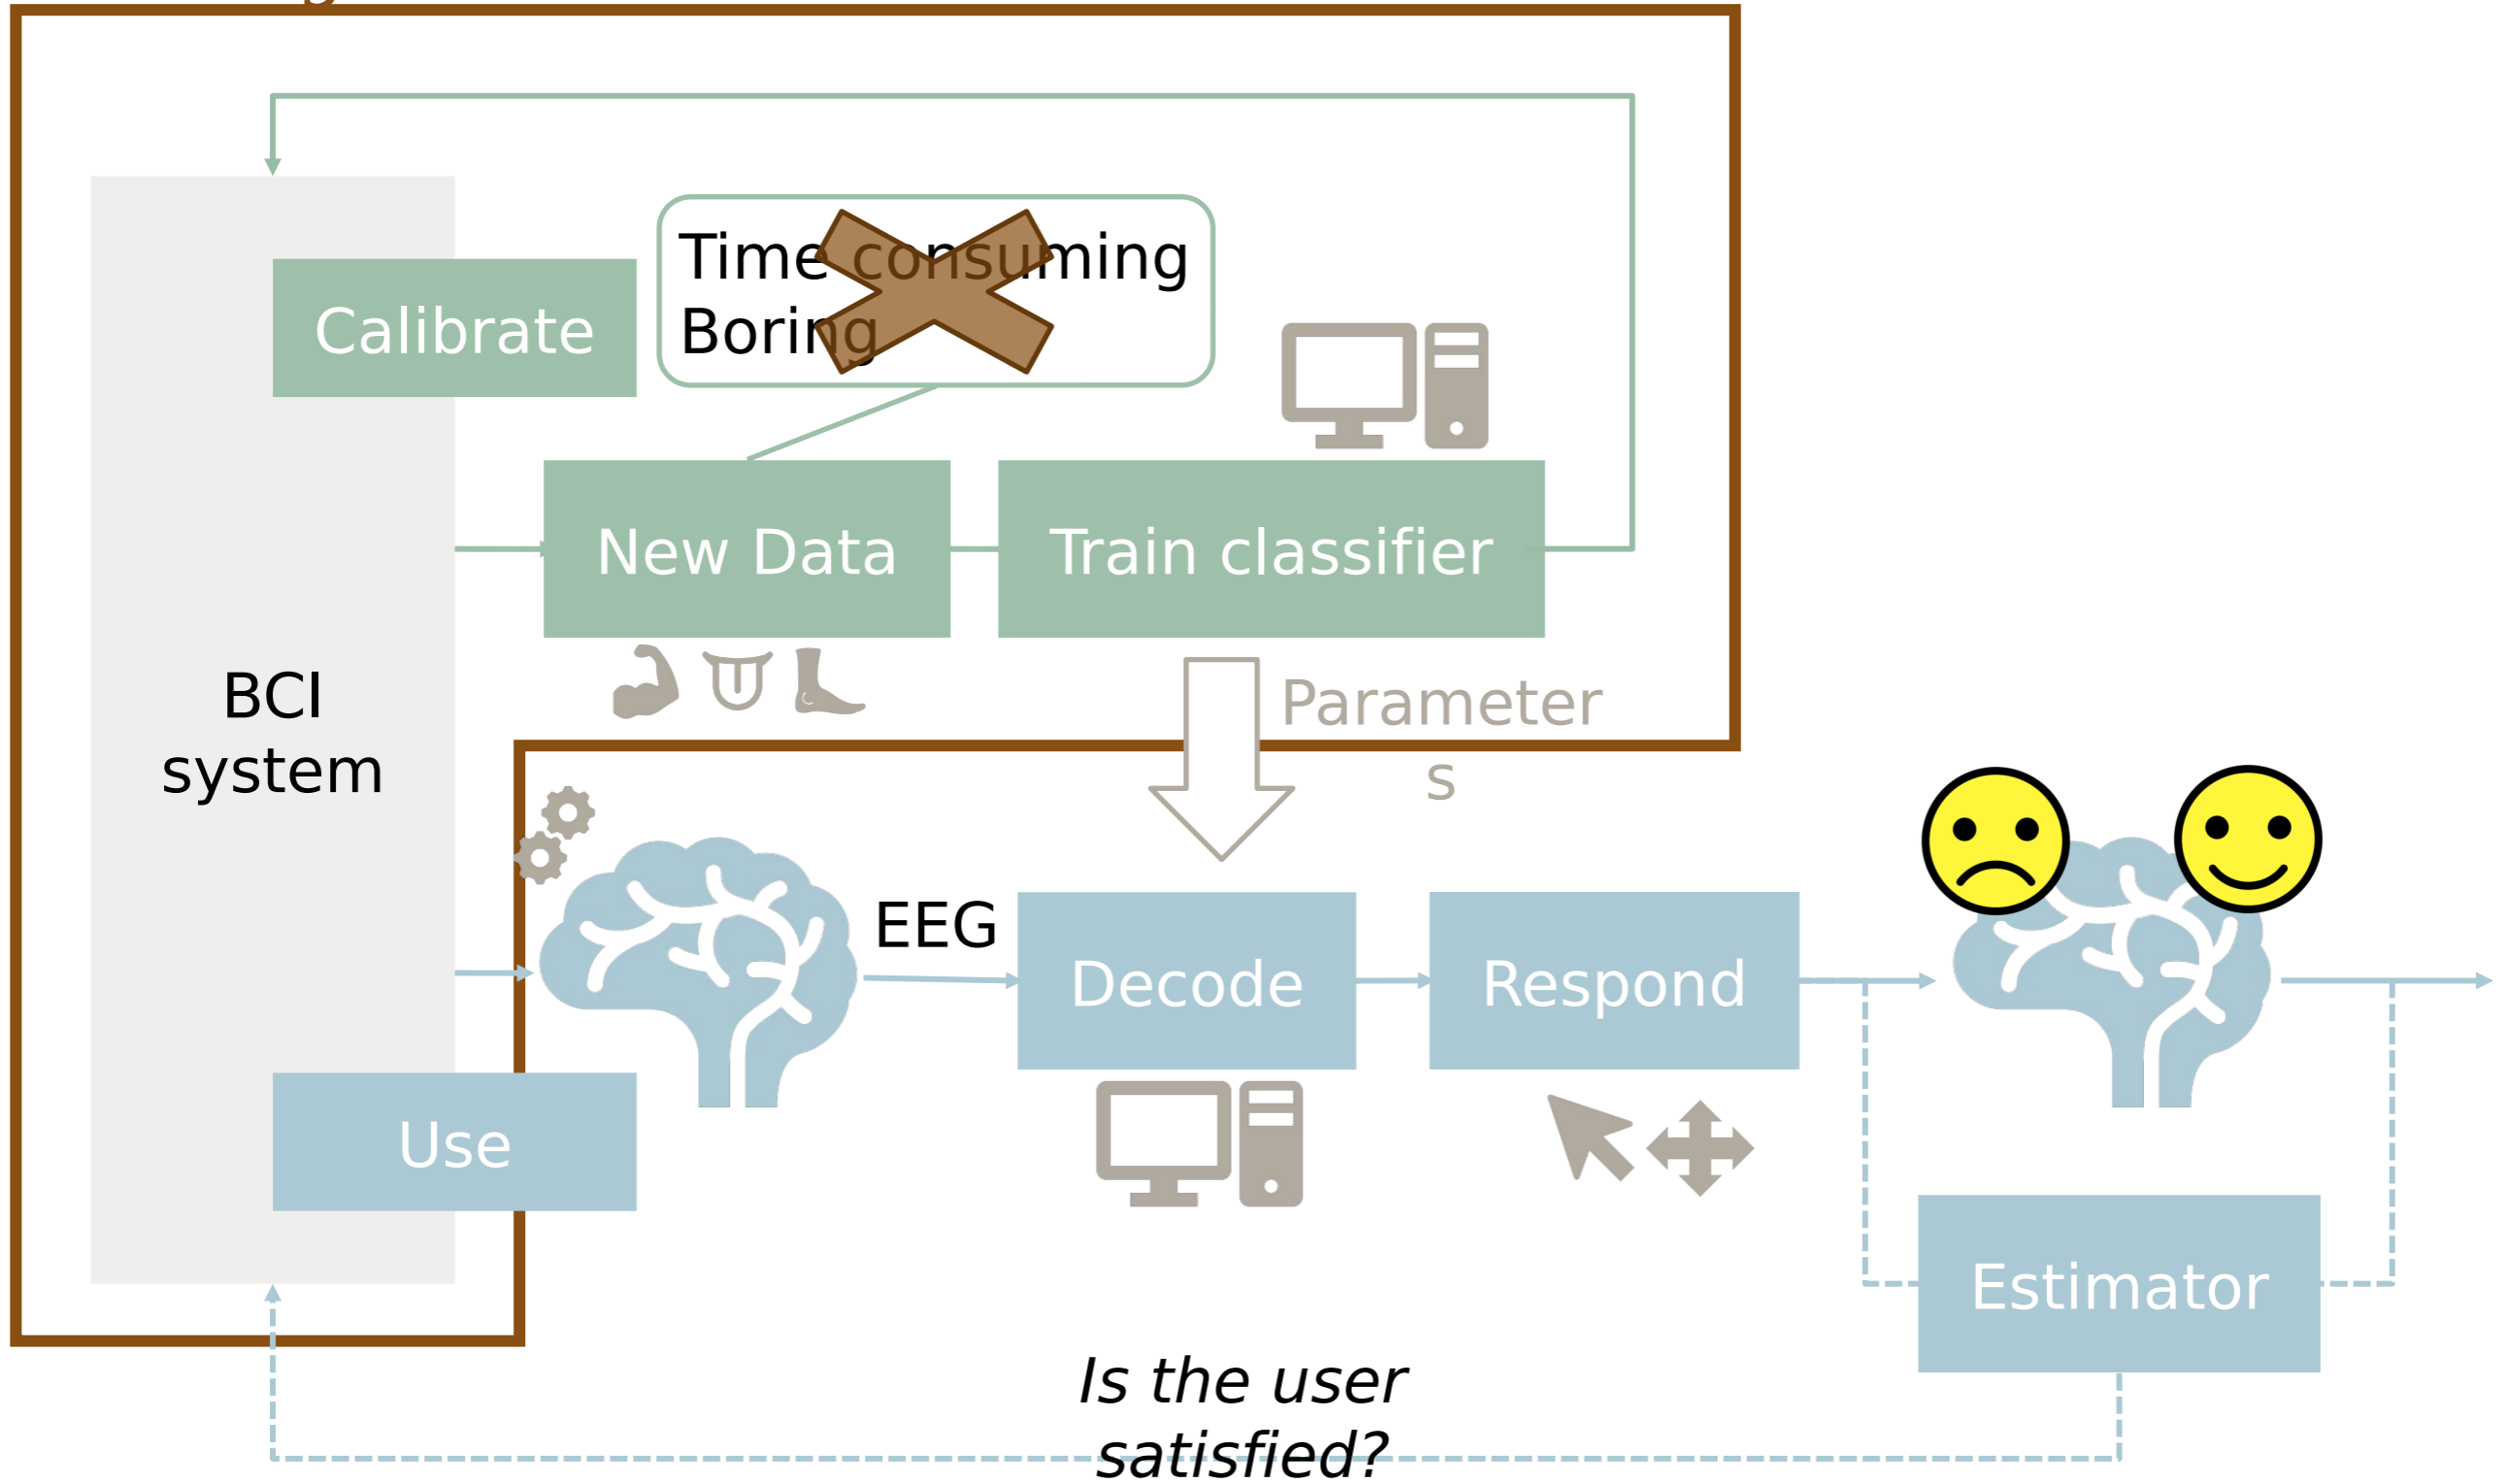 Time consuming
Boring
Calibrate
New Data
Train classifier
BCI
system
Parameter
s
EEG
Decode
Respond
Use
Estimator
Is the user
satisfied?